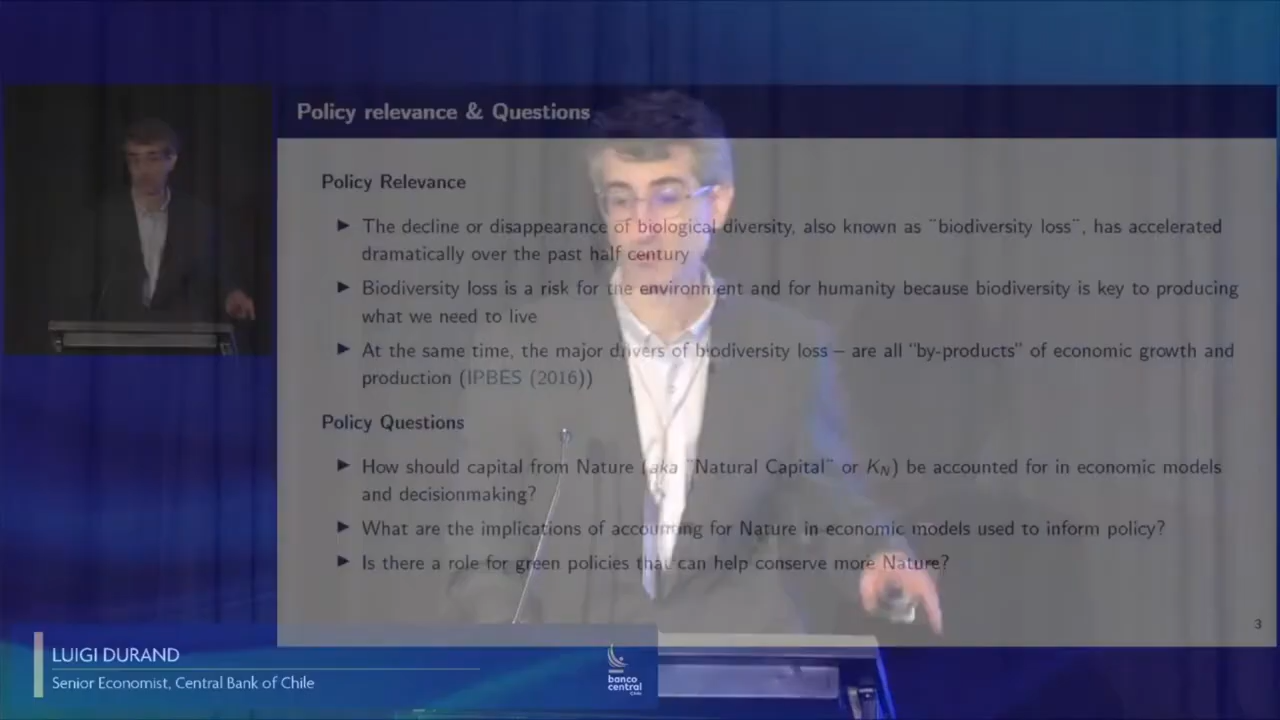 Policy relevance & Questions
Policy Relevance
▶ The decline or disappearance of biological diversity, also known as ¨biodiversity loss¨, has accelerated
dramatically over the past half century
▶ Biodiversity loss is a risk for the environment and for humanity because biodiversity is key to producing
what we need to live
▶ At the same time, the major drivers of biodiversity loss – are all "by-products" of economic growth and
production (IPBES (2016))
Policy Questions
▶ How should capital from Nature (aka ¨Natural Capital¨ or K_N) be accounted for in economic models
and decisionmaking?
▶ What are the implications of accounting for Nature in economic models used to inform policy?
▶ Is there a role for green policies that can help conserve more Nature?
3
LUIGI DURAND
Senior Economist, Central Bank of Chile
banco
central
Chile